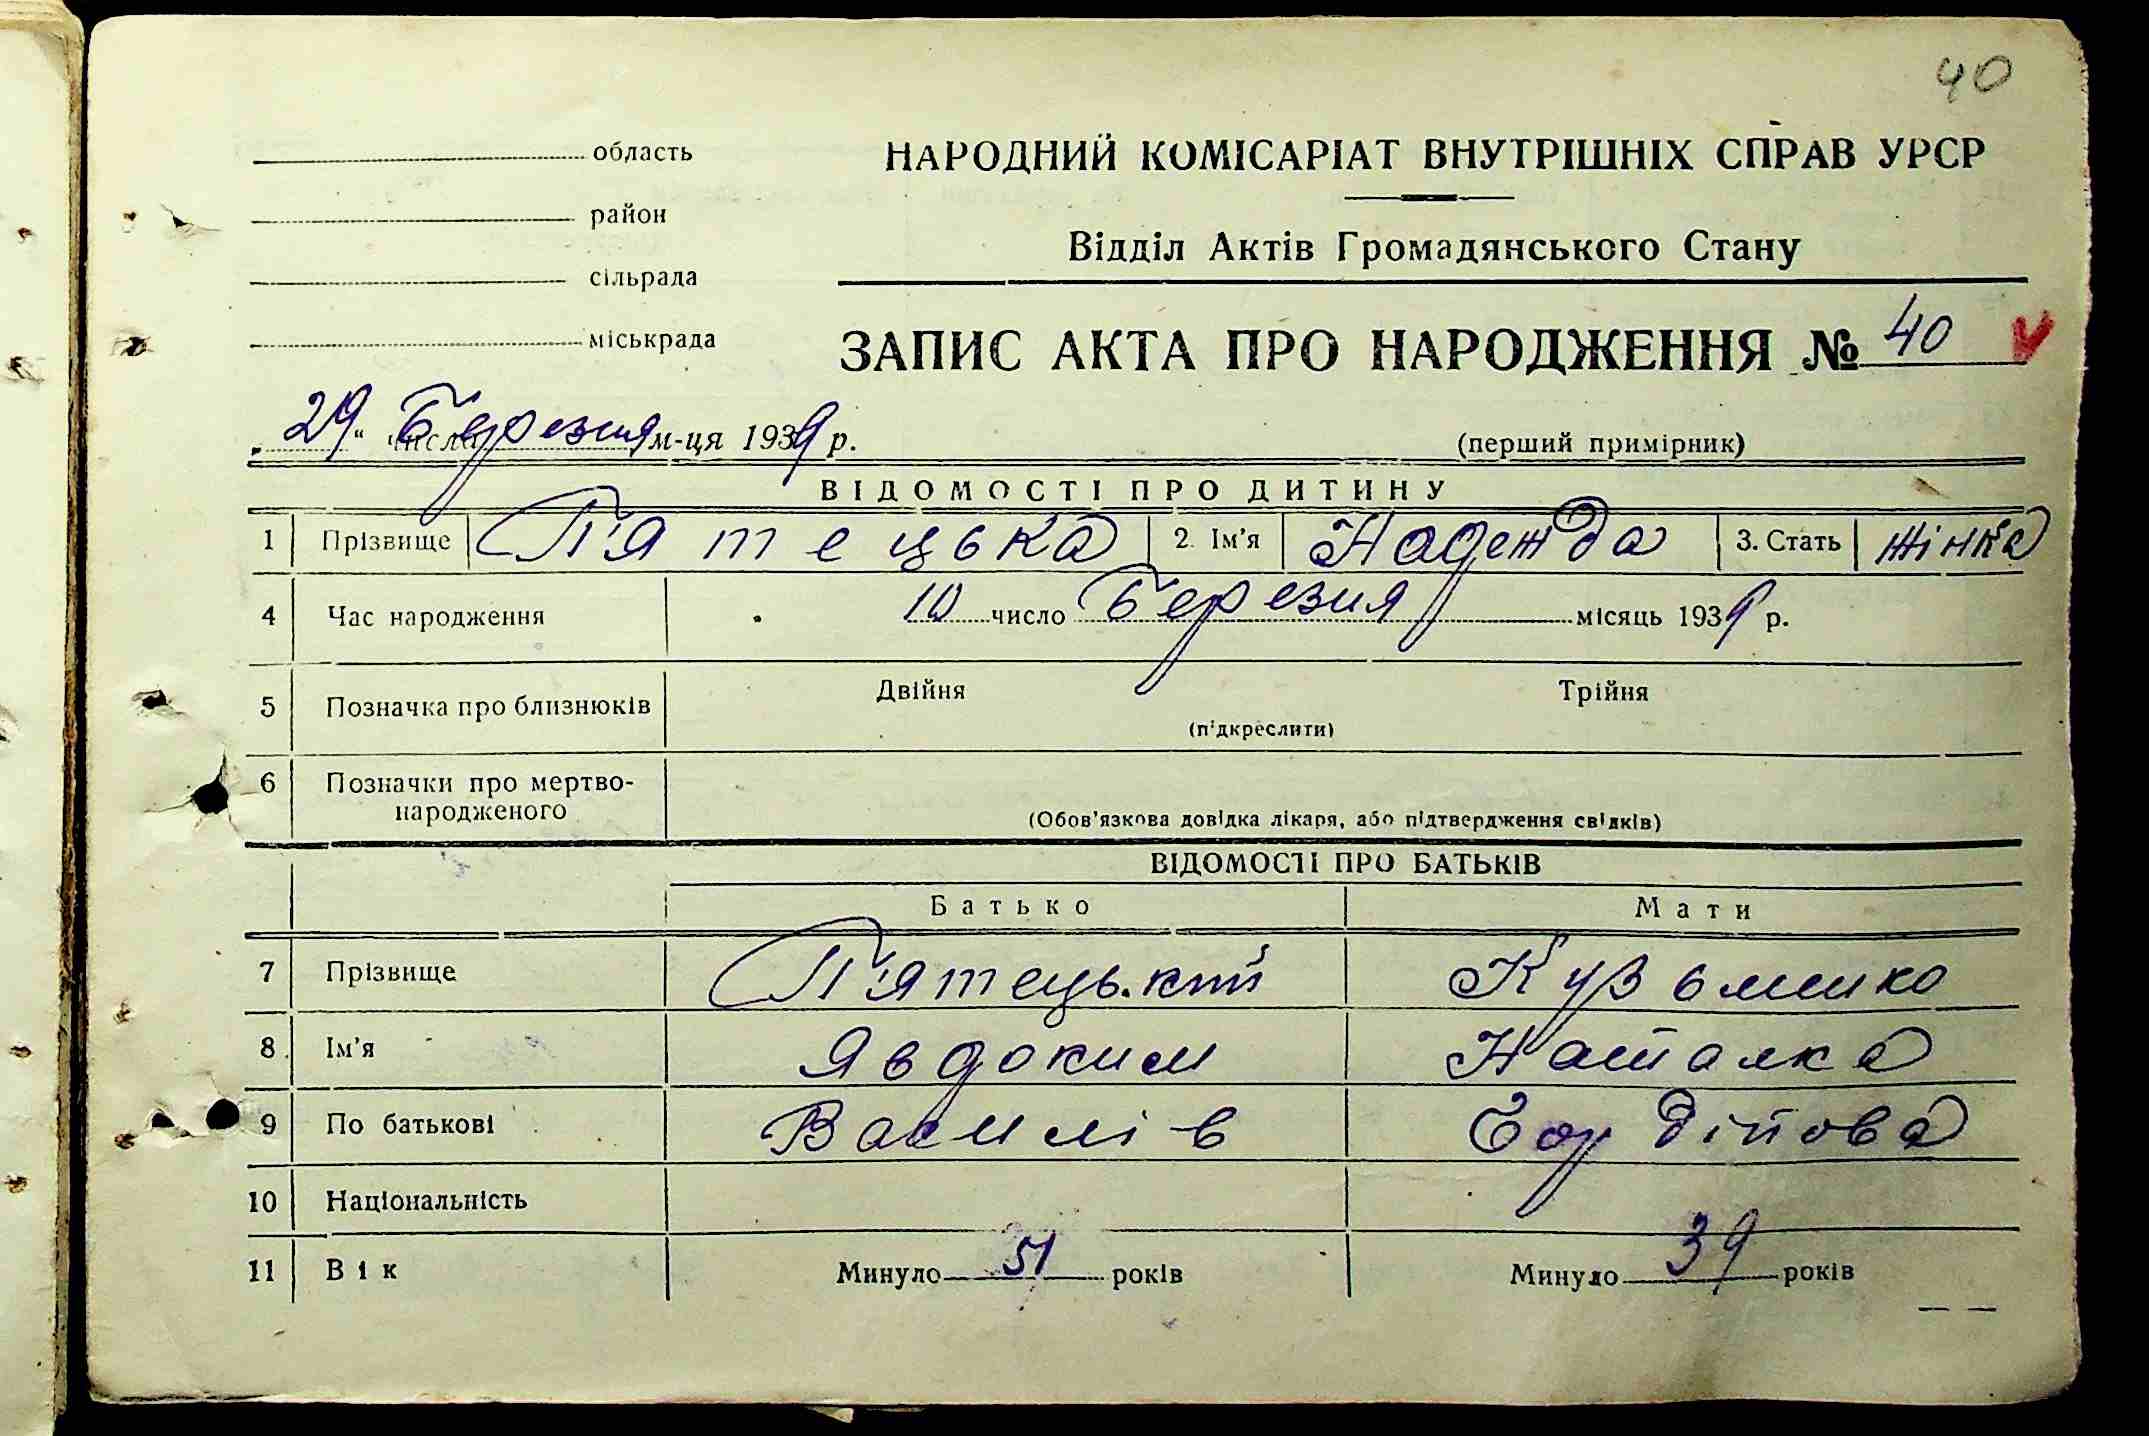 40
область
НАРОДНИЙ КОМІСАРІАТ ВНУТРІШНІХ СПРАВ УРСР
район
Відділ Актів Громадянського Стану
сільрада
міськрада
ЗАПИС АКТА ПРО НАРОДЖЕННЯ № 40
„29“ числа Березня м-ця 1939 р.
(перший примірник)
ВІДОМОСТІ ПРО ДИТИНУ
1 Прізвище П'ятецька 2. Ім'я Надежда 3. Стать жінка
4 Час народження 10 число Березня місяць 1939 р.
5 Позначка про близнюків Двійня Трійня
(підкреслити)
6 Позначки про мертво-
народженого
(Обов'язкова довідка лікаря, або підтвердження свідків)
ВІДОМОСТІ ПРО БАТЬКІВ
Батько Мати
7 Прізвище П'ятецький Кузьменко
8 Ім'я Явдоким Наталка
9 По батькові Василів
10 Національність
11 Вік Минуло 51 років Минуло 39 років